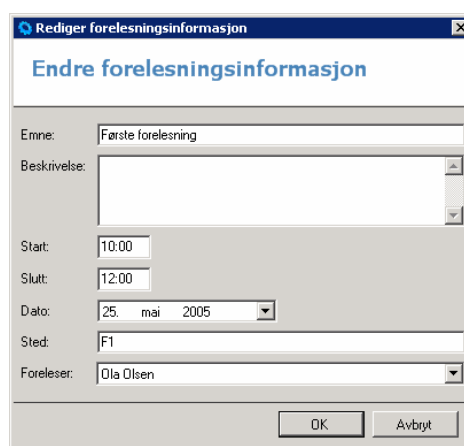 Rediger forelesningsinformasjon
Endre forelesningsinformasjon
Emne: Første forelesning
Beskrivelse:
Start: 10:00
Slutt: 12:00
Dato: 25. mai 2005
Sted: F1
Foreleser: Ola Olsen
OK Avbryt